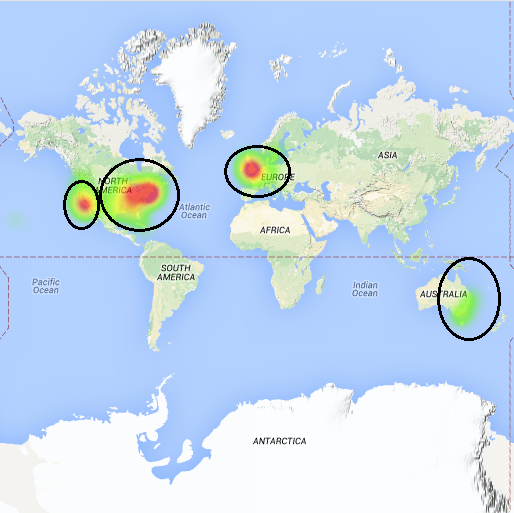 ASIA
NORTH
AMERICA
EUROPE
Atlantic
Ocean
AFRICA
SOUTH
AMERICA
Pacific
Ocean
Indian
Ocean
AUSTRALIA
ANTARCTICA